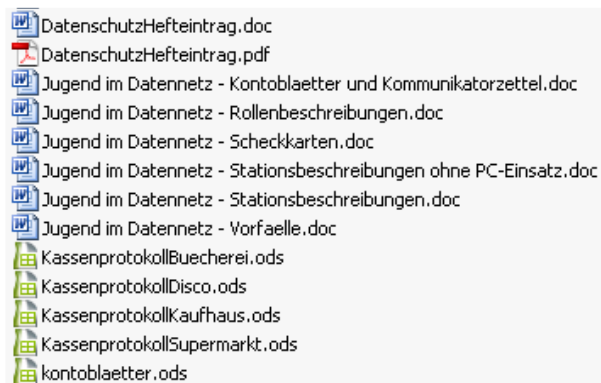 DatenschutzHefteintrag.doc
DatenschutzHefteintrag.pdf
Jugend im Datennetz - Kontoblaetter und Kommunikatorzettel.doc
Jugend im Datennetz - Rollenbeschreibungen.doc
Jugend im Datennetz - Scheckkarten.doc
Jugend im Datennetz - Stationsbeschreibungen ohne PC-Einsatz.doc
Jugend im Datennetz - Stationsbeschreibungen.doc
Jugend im Datennetz - Vorfaelle.doc
KassenprotokollBuecherei.ods
KassenprotokollDisco.ods
KassenprotokollKaufhaus.ods
KassenprotokollSupermarkt.ods
kontoblaetter.ods